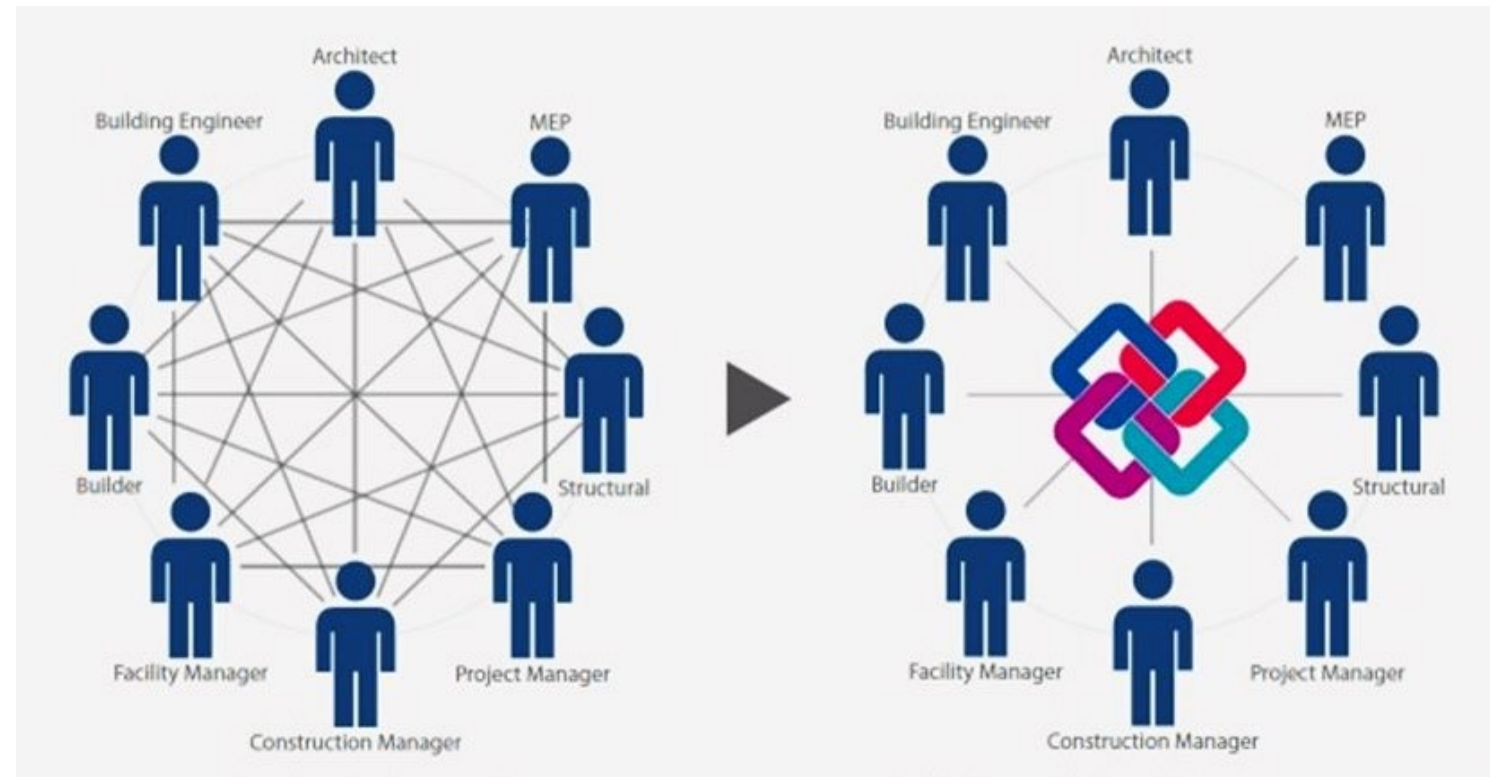 Architect
Building Engineer
MEP
Builder
Structural
Facility Manager
Project Manager
Construction Manager
Architect
Building Engineer
MEP
Builder
Structural
Facility Manager
Project Manager
Construction Manager